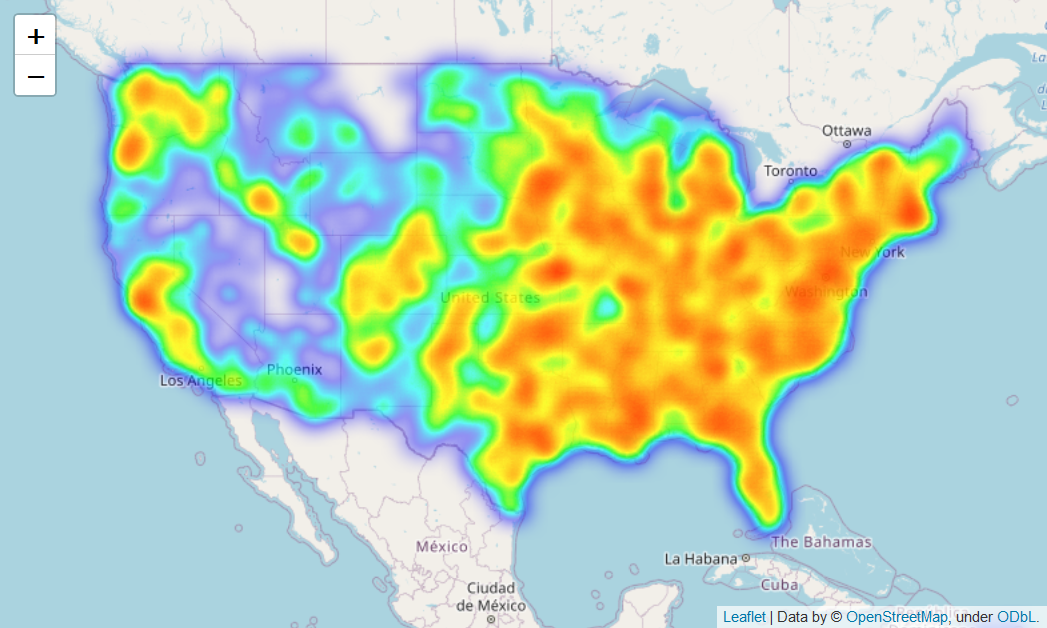 +
−
Ottawa
Toronto
New York
Washington
United States
Phoenix
Los Angeles
México
The Bahamas
La Habana
Cuba
Ciudad
de México
Leaflet | Data by © OpenStreetMap, under ODbL.